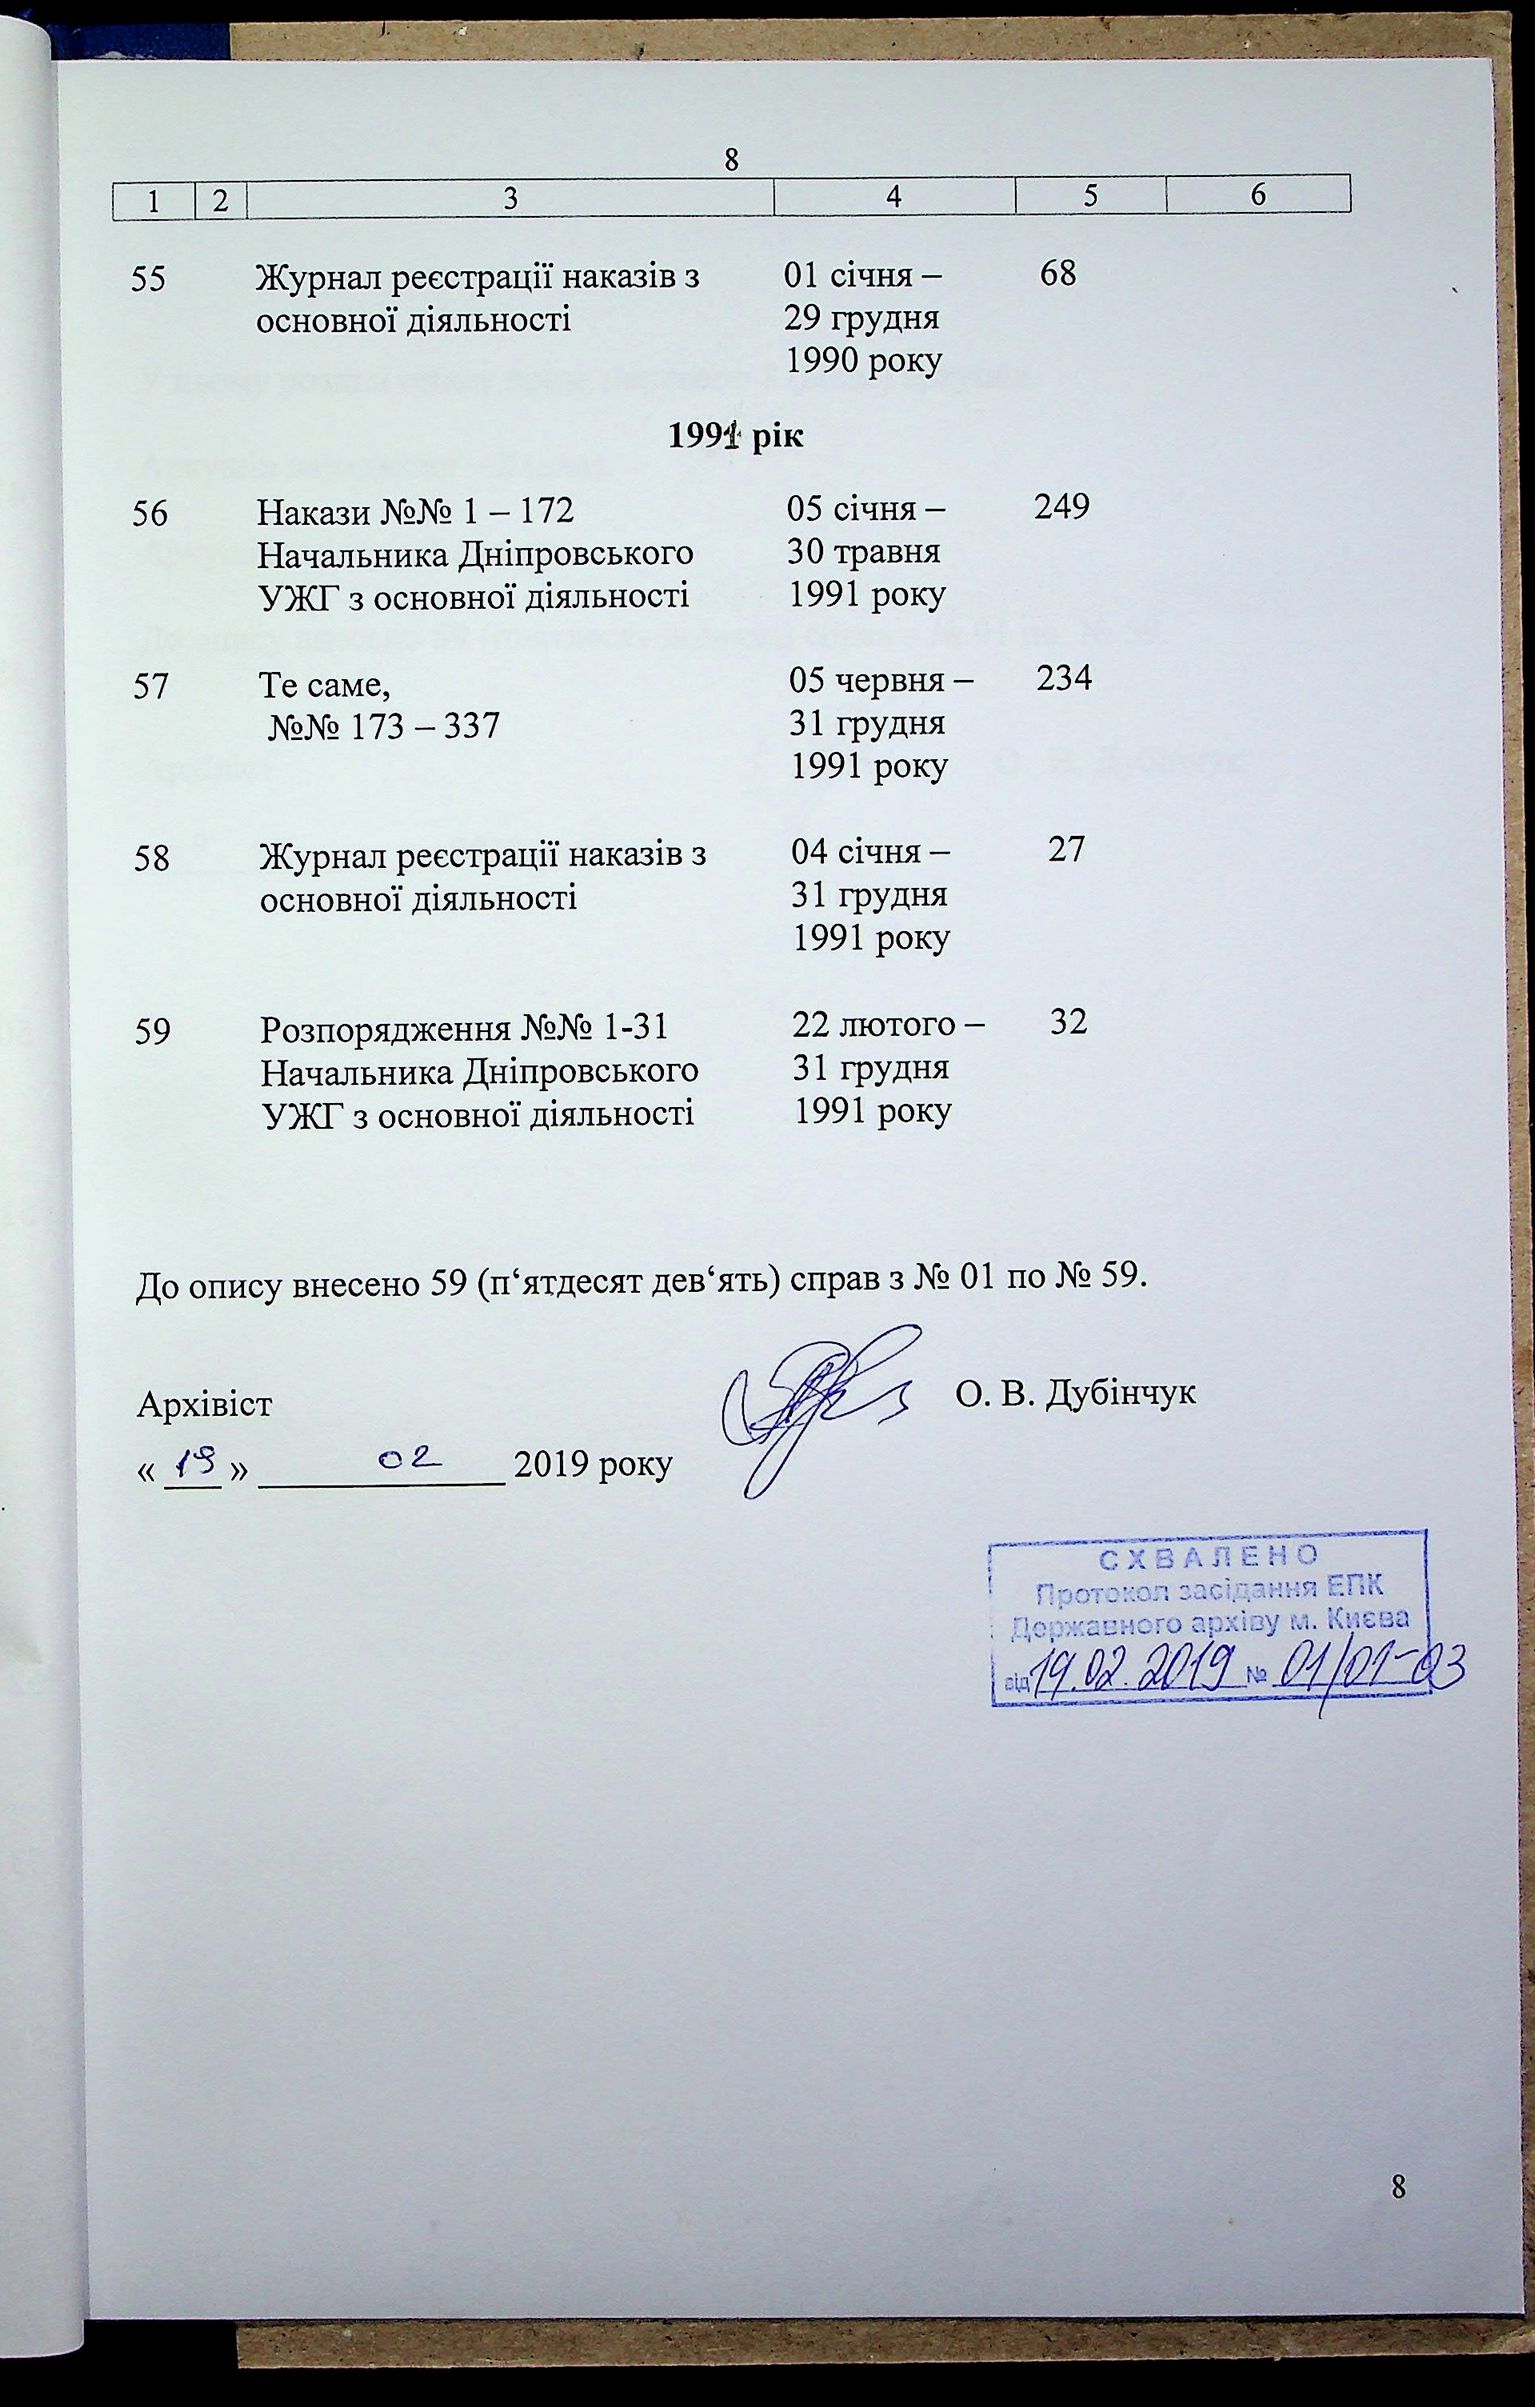 8
1 2 3 4 5 6
55 Журнал реєстрації наказів з 01 січня – 68
основної діяльності 29 грудня
1990 року
1991 рік
56 Накази №№ 1 – 172 05 січня – 249
Начальника Дніпровського 30 травня
УЖГ з основної діяльності 1991 року
57 Те саме, 05 червня – 234
№№ 173 – 337 31 грудня
1991 року
58 Журнал реєстрації наказів з 04 січня – 27
основної діяльності 31 грудня
1991 року
59 Розпорядження №№ 1-31 22 лютого – 32
Начальника Дніпровського 31 грудня
УЖГ з основної діяльності 1991 року
До опису внесено 59 (п‘ятдесят дев‘ять) справ з № 01 по № 59.
Архівіст О. В. Дубінчук
« 19 » 02 2019 року
СХВАЛЕНО
Протокол засідання ЕПК
Державного архіву м. Києва
від 19.02.2019 № 01/01-03
8